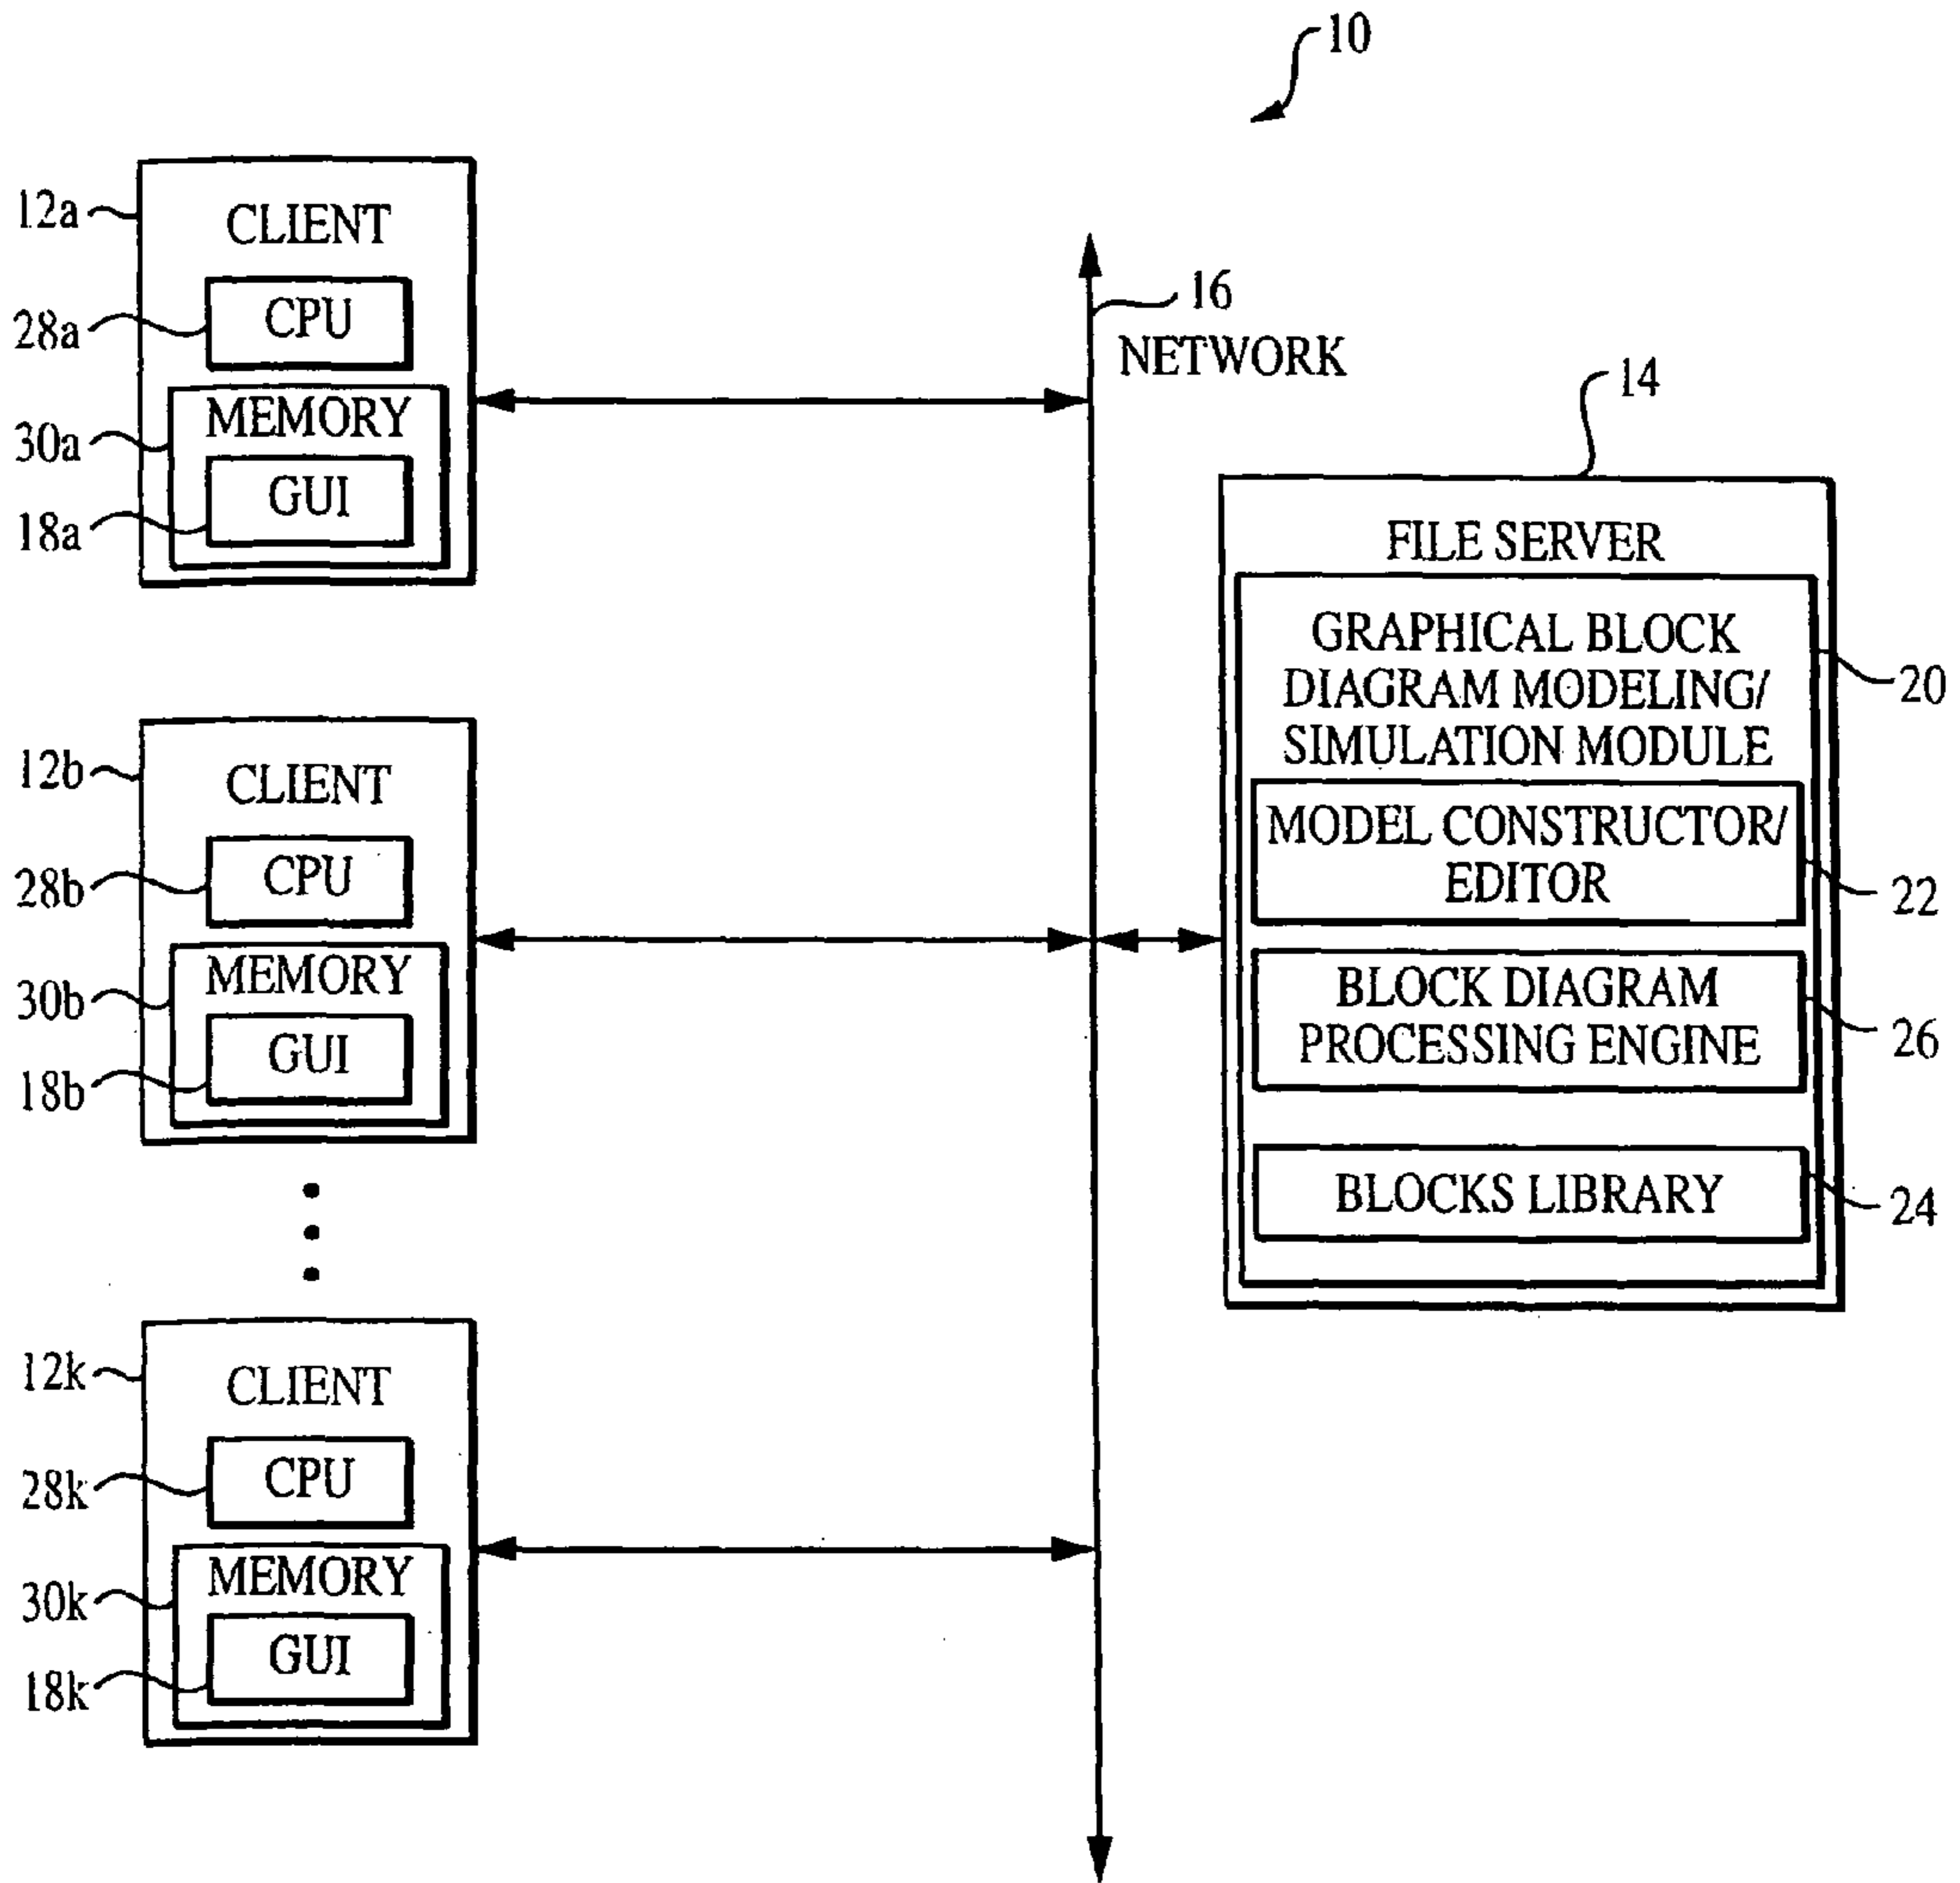 10
12a
CLIENT
28a
CPU
30a
MEMORY
18a
GUI
12b
CLIENT
28b
CPU
30b
MEMORY
18b
GUI
12k
CLIENT
28k
CPU
30k
MEMORY
18k
GUI
16
NETWORK
14
FILE SERVER
GRAPHICAL BLOCK
DIAGRAM MODELING/
SIMULATION MODULE
20
MODEL CONSTRUCTOR/
EDITOR
22
BLOCK DIAGRAM
PROCESSING ENGINE
26
BLOCKS LIBRARY
24